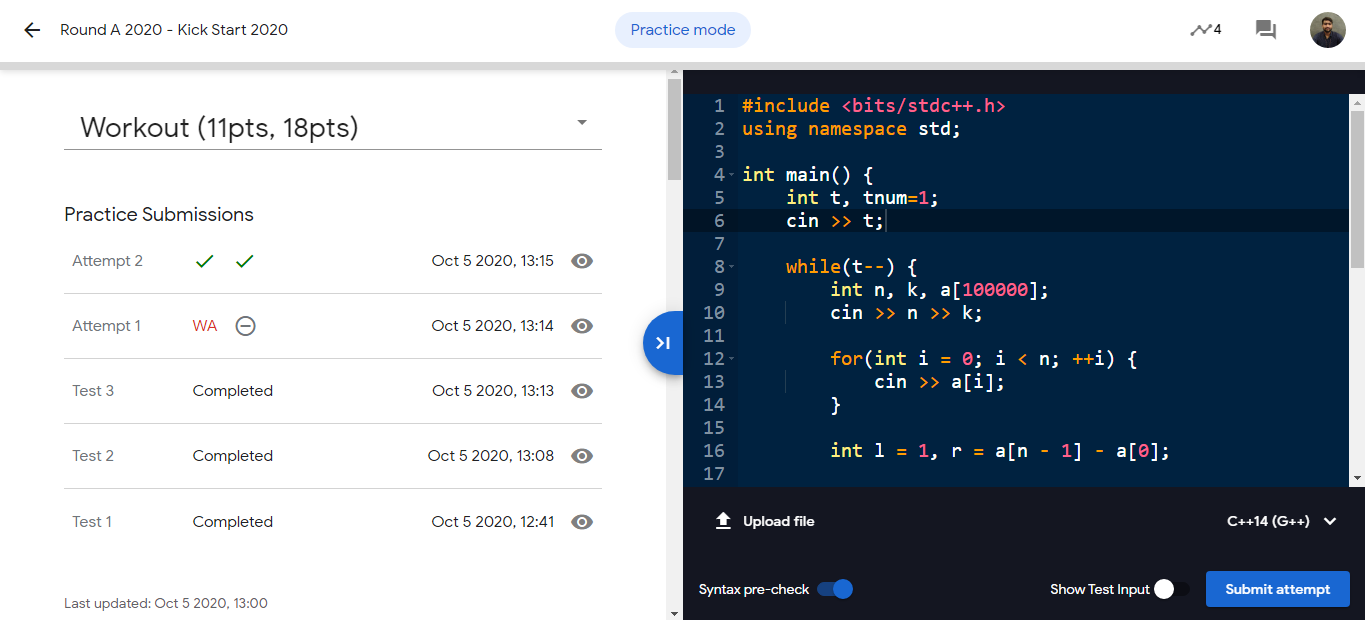 Round A 2020 - Kick Start 2020
Practice mode
4
Workout (11pts, 18pts)
Practice Submissions
Attempt 2 Oct 5 2020, 13:15
Attempt 1 WA Oct 5 2020, 13:14
Test 3 Completed Oct 5 2020, 13:13
Test 2 Completed Oct 5 2020, 13:08
Test 1 Completed Oct 5 2020, 12:41
Last updated: Oct 5 2020, 13:00
1 #include <bits/stdc++.h>
2 using namespace std;
3
4 int main() {
5 int t, tnum=1;
6 cin >> t;
7
8 while(t--) {
9 int n, k, a[100000];
10 cin >> n >> k;
11
12 for(int i = 0; i < n; ++i) {
13 cin >> a[i];
14 }
15
16 int l = 1, r = a[n - 1] - a[0];
17
Upload file
C++14 (G++)
Syntax pre-check
Show Test Input
Submit attempt